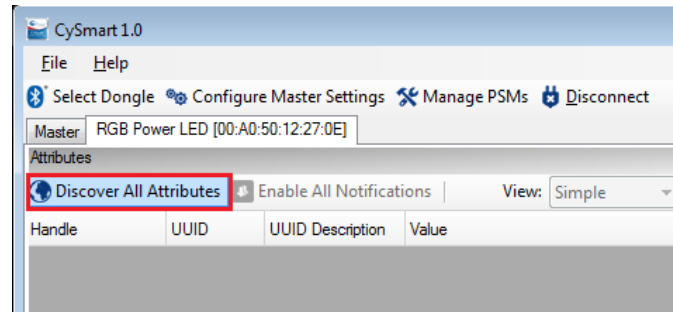 CySmart 1.0
File Help
Select Dongle Configure Master Settings Manage PSMs Disconnect
Master RGB Power LED [00:A0:50:12:27:0E]
Attributes
Discover All Attributes Enable All Notifications View: Simple
Handle UUID UUID Description Value